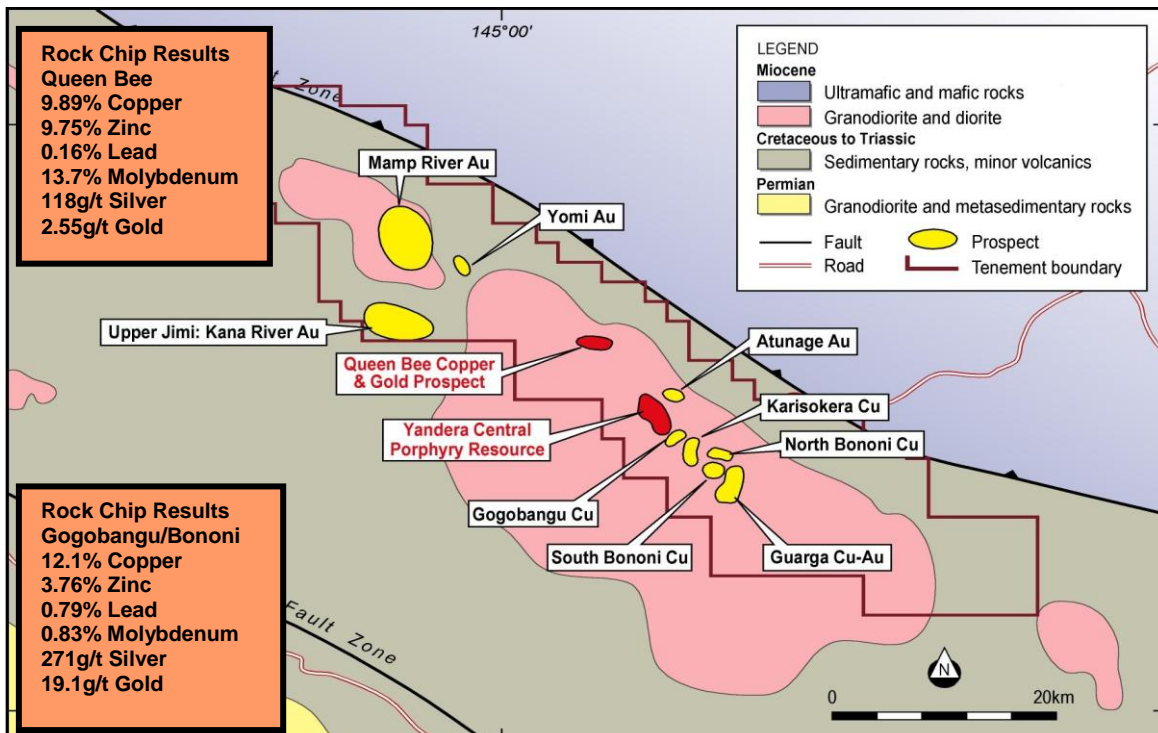 Rock Chip Results
Queen Bee
9.89% Copper
9.75% Zinc
0.16% Lead
13.7% Molybdenum
118g/t Silver
2.55g/t Gold
145°00'
Zone
LEGEND
Miocene
Ultramafic and mafic rocks
Granodiorite and diorite
Cretaceous to Triassic
Sedimentary rocks, minor volcanics
Permian
Granodiorite and metasedimentary rocks
Fault
Prospect
Road
Tenement boundary
Mamp River Au
Yomi Au
Upper Jimi: Kana River Au
Queen Bee Copper
& Gold Prospect
Atunage Au
Karisokera Cu
Yandera Central
Porphyry Resource
North Bononi Cu
Gogobangu Cu
South Bononi Cu
Guarga Cu-Au
Rock Chip Results
Gogobangu/Bononi
12.1% Copper
3.76% Zinc
0.79% Lead
0.83% Molybdenum
271g/t Silver
19.1g/t Gold
Fault Zone
N
0
20km